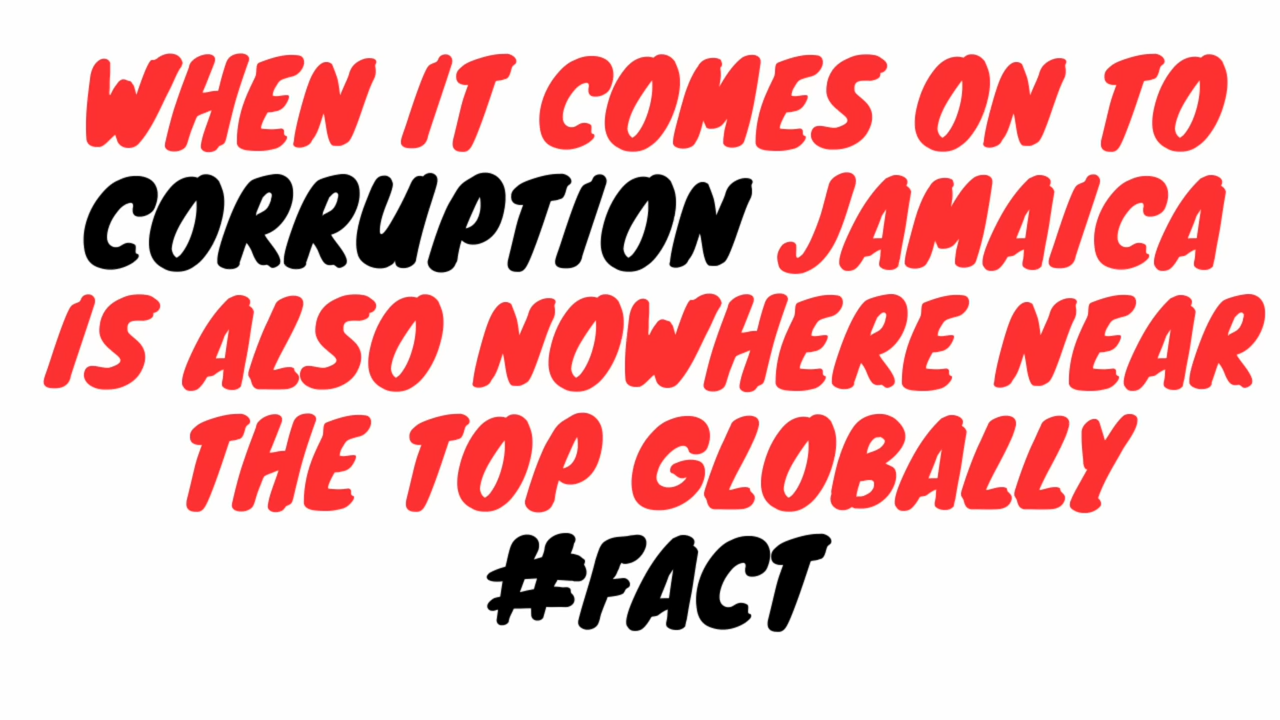 WHEN IT COMES ON TO
CORRUPTION JAMAICA
IS ALSO NOWHERE NEAR
THE TOP GLOBALLY
#FACT